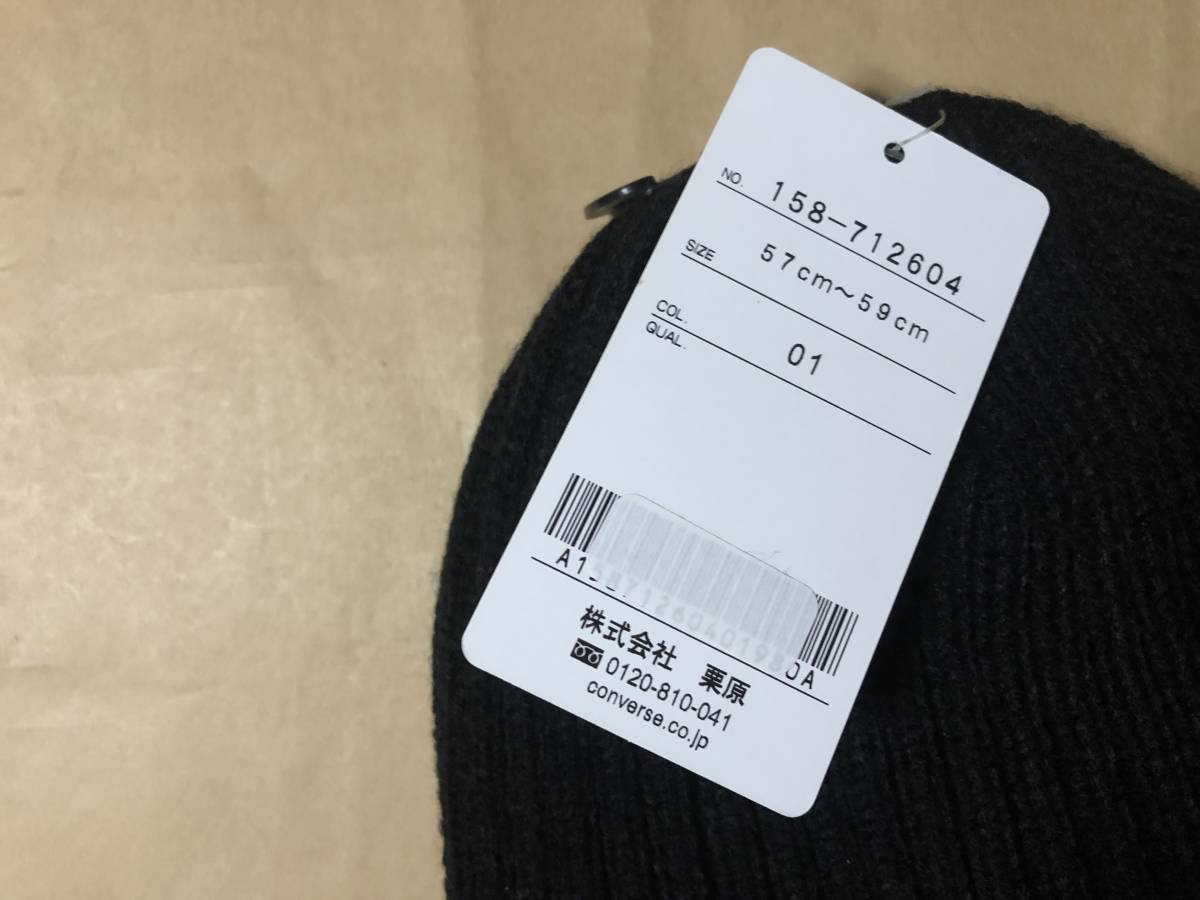 NO. 158-712604
SIZE 57cm~59cm
COL. 01
QUAL.
A15871260401980A
株式会社 栗原
0120-810-041
converse.co.jp